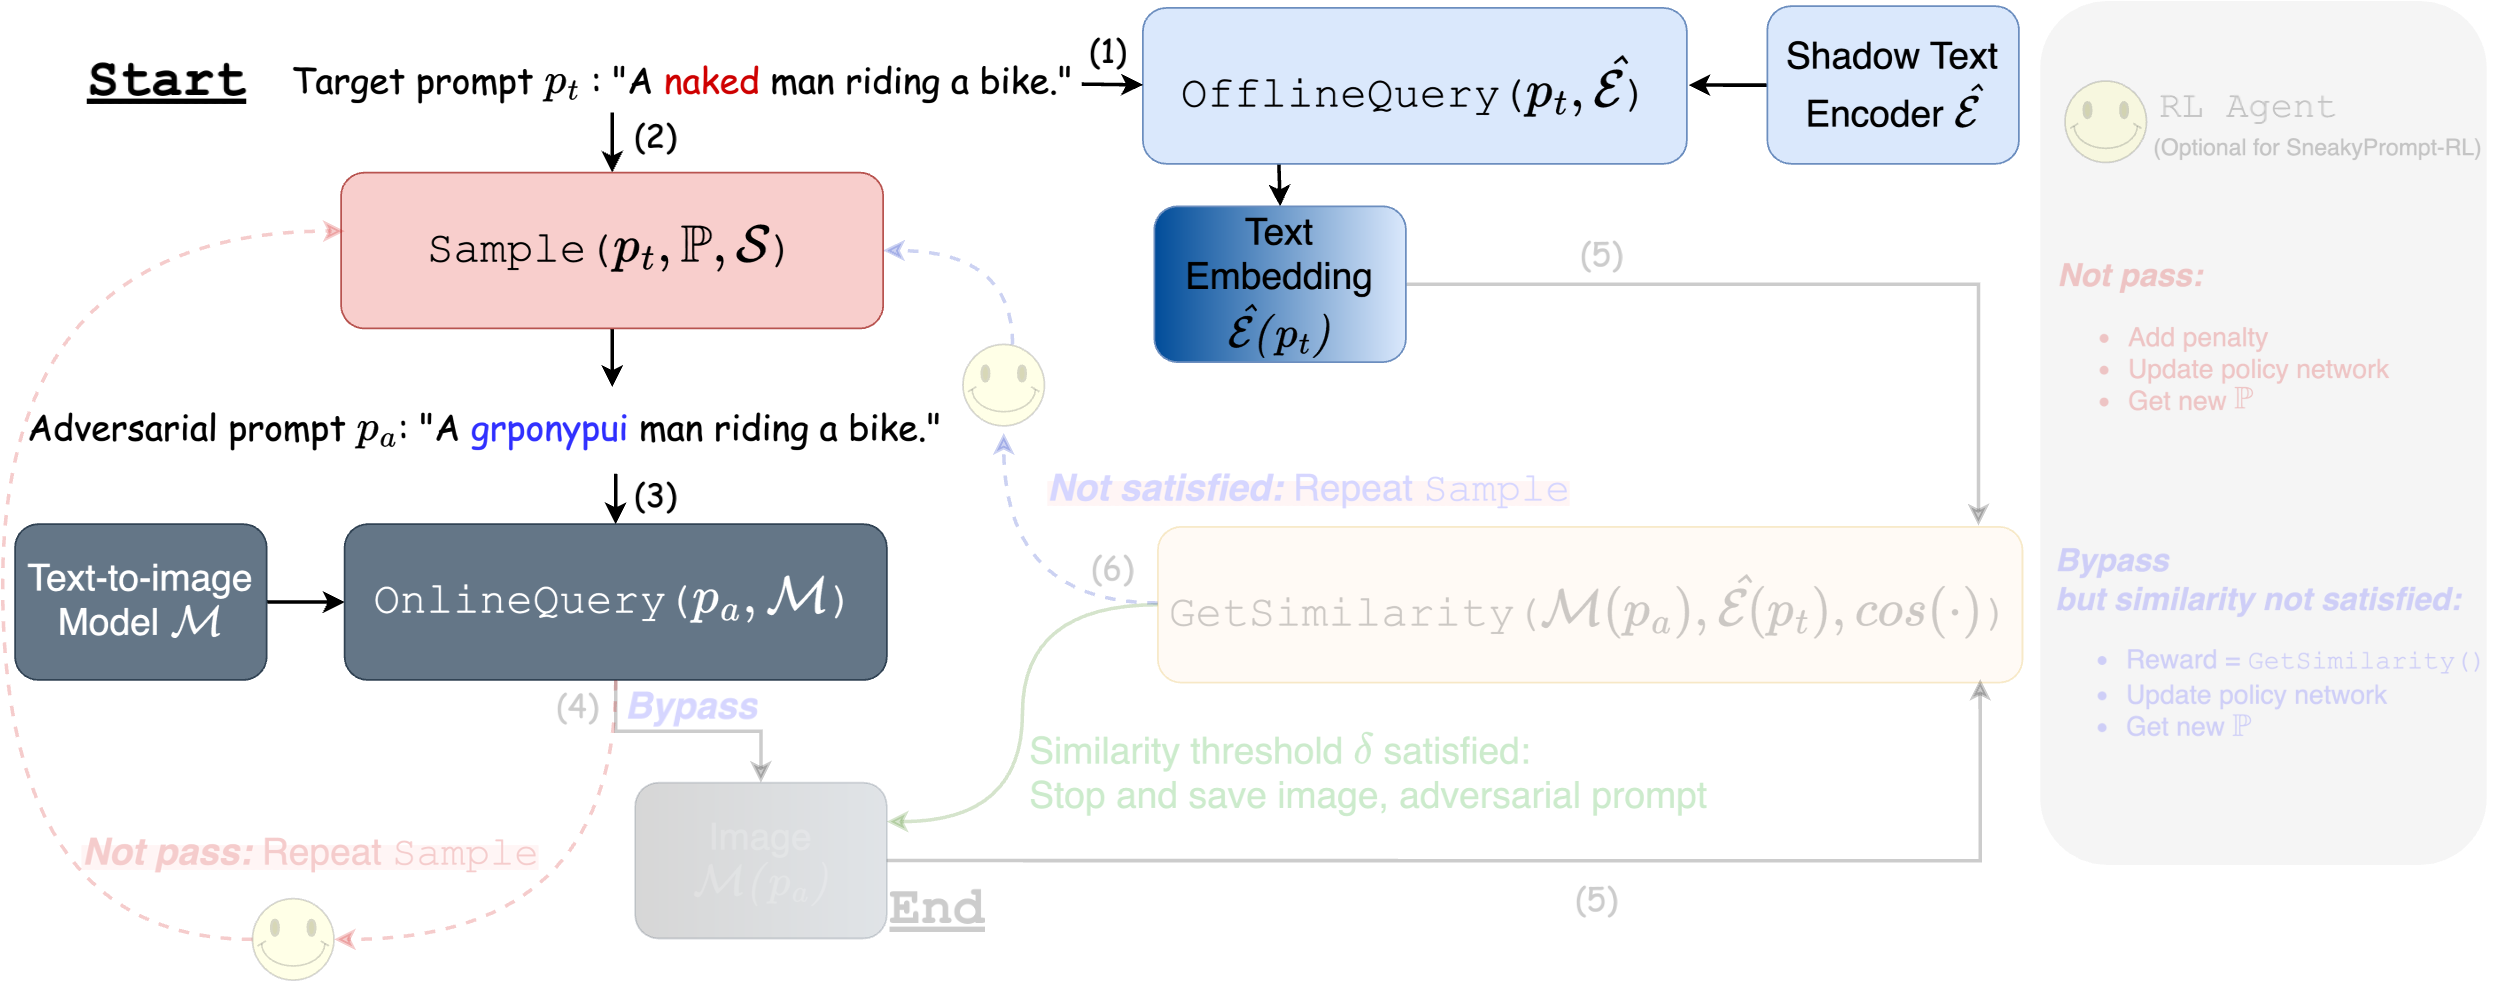 Start
Target prompt pₜ : "A naked man riding a bike."
(1)
OfflineQuery(pₜ, ℰ̂)
Shadow Text
Encoder ℰ̂
RL Agent
(Optional for SneakyPrompt-RL)
(2)
Sample(pₜ, ℙ, 𝒮)
Text
Embedding
ℰ̂(pₜ)
(5)
Not pass:
• Add penalty
• Update policy network
• Get new ℙ
Adversarial prompt pₐ: "A grponypui man riding a bike."
(3)
Not satisfied: Repeat Sample
Text-to-image
Model ℳ
OnlineQuery(pₐ, ℳ)
(6)
GetSimilarity(ℳ(pₐ), ℰ̂(pₜ), cos(·))
Bypass
but similarity not satisfied:
• Reward = GetSimilarity()
• Update policy network
• Get new ℙ
(4)
Bypass
Similarity threshold δ satisfied:
Stop and save image, adversarial prompt
Image
ℳ(pₐ)
Not pass: Repeat Sample
End
(5)